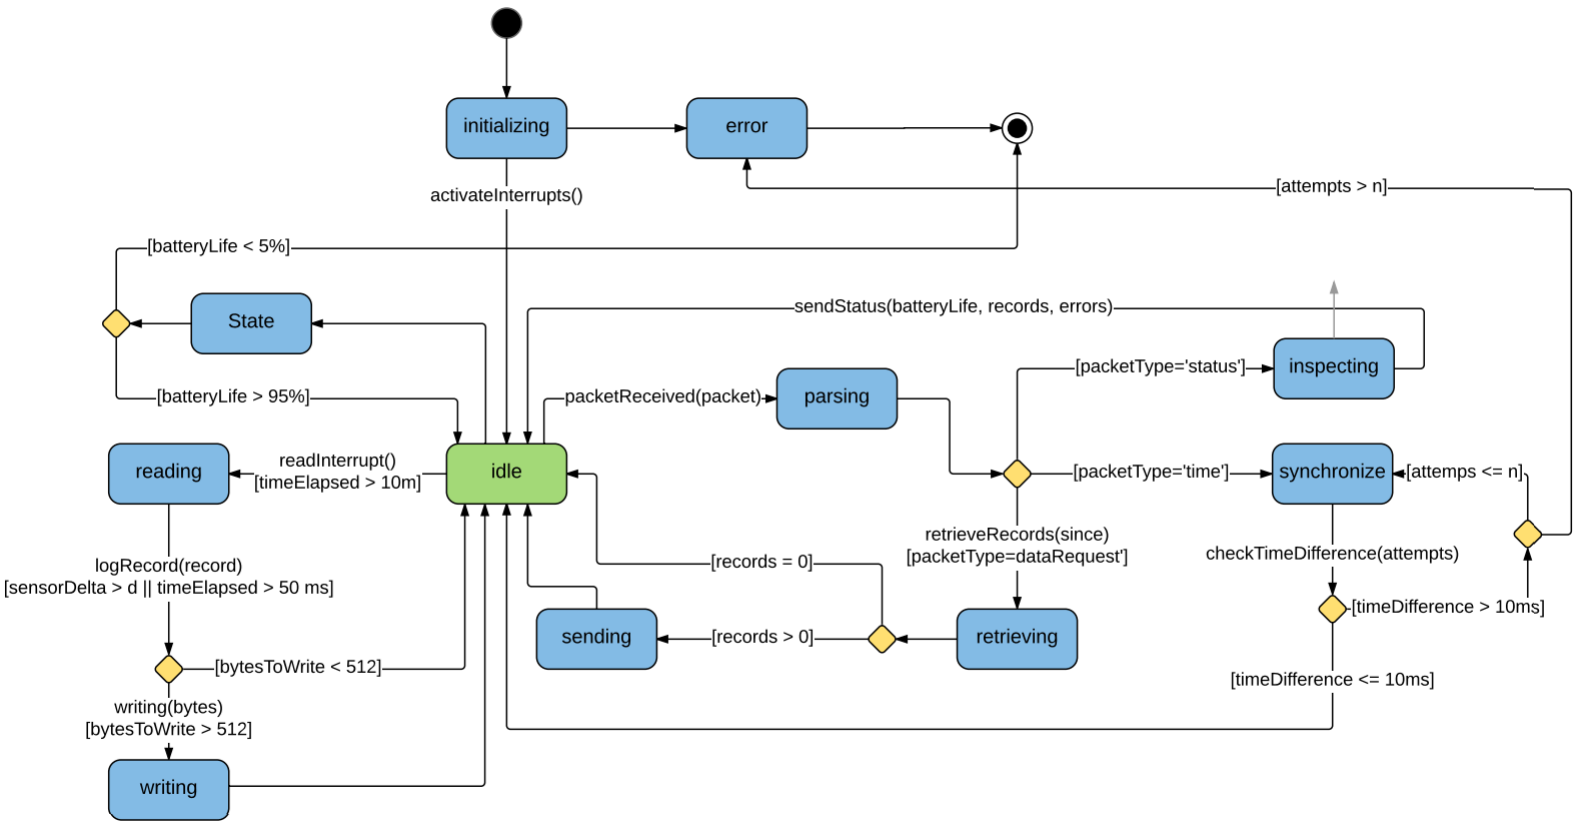 initializing
error
activateInterrupts()
[attempts > n]
[batteryLife < 5%]
State
sendStatus(batteryLife, records, errors)
[packetType='status']
inspecting
[batteryLife > 95%]
packetReceived(packet)
parsing
reading
readInterrupt()
[timeElapsed > 10m]
idle
[packetType='time']
synchronize
[attemps <= n]
retrieveRecords(since)
[packetType=dataRequest']
checkTimeDifference(attempts)
logRecord(record)
[sensorDelta > d || timeElapsed > 50 ms]
[records = 0]
[timeDifference > 10ms]
sending
[records > 0]
retrieving
[bytesToWrite < 512]
[timeDifference <= 10ms]
writing(bytes)
[bytesToWrite > 512]
writing